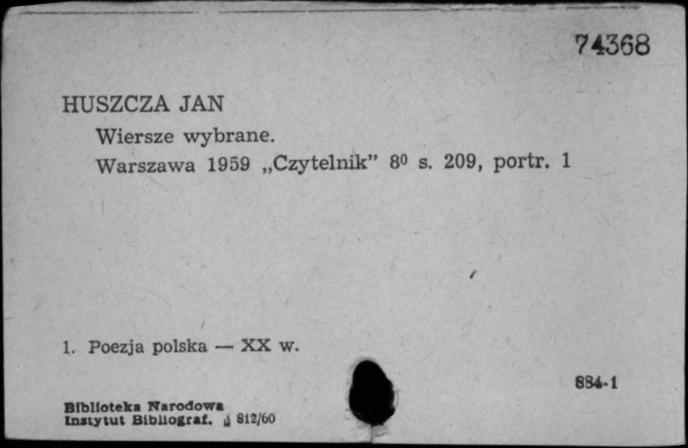 74368
HUSZCZA JAN
Wiersze wybrane.
Warszawa 1959 „Czytelnik” 8⁰ s. 209, portr. 1
1. Poezja polska — XX w.
884-1
Biblioteka Narodowa
Instytut Bibliograf. 812/60